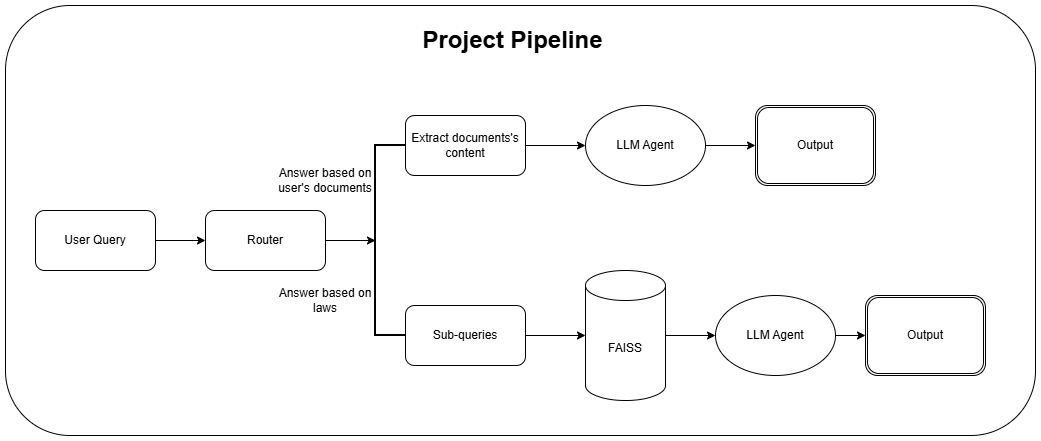 Project Pipeline
Extract documents's
content
LLM Agent
Output
Answer based on
user's documents
User Query
Router
Answer based on
laws
Sub-queries
FAISS
LLM Agent
Output